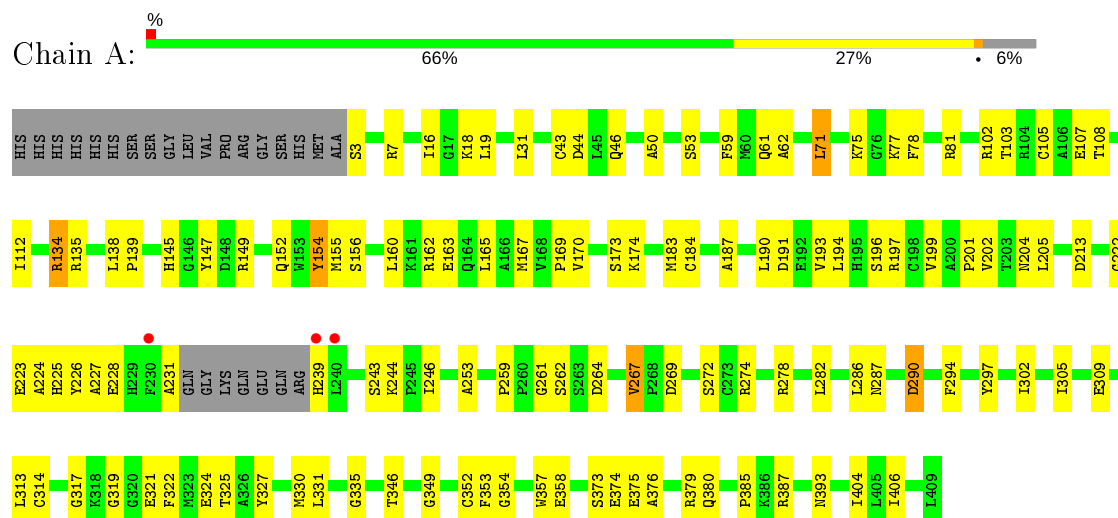 %
Chain A:
66% 27% • 6%
HIS HIS HIS HIS HIS HIS SER SER GLY LEU VAL PRO ARG GLY SER HIS MET ALA S3 R7 I16 G17 K18 L19 L31 C43 D44 L45 Q46 A50 S53 F59 M60 Q61 A62 L71 K75 G76 K77 F78 R81 R102 T103 R104 C105 A106 E107 T108
I112 R134 R135 L138 P139 H145 G146 Y147 D148 R149 Q152 W153 Y154 M155 S156 L160 K161 R162 E163 Q164 L165 A166 M167 V168 P169 V170 S173 K174 M183 C184 A187 L190 D191 E192 V193 L194 H195 S196 R197 C198 V199 A200 P201 V202 T203 N204 L205 D213
E223 A224 H225 Y226 A227 E228 H229 F230 A231 GLN GLY LYS GLN GLU GLN ARG H239 L240 S243 K244 P245 I246 A253 P259 P260 G261 S262 S263 D264 V267 P268 D269 S272 C273 R274 R278 L282 L286 N287 D290 F294 Y297 I302 I305 E309
L313 C314 G317 K318 G319 G320 E321 F322 M323 E324 T325 A326 Y327 M330 L331 G335 T346 G349 C352 F353 G354 W357 E358 S373 E374 E375 A376 R379 Q380 P385 K386 R387 N393 I404 L405 I406 L409